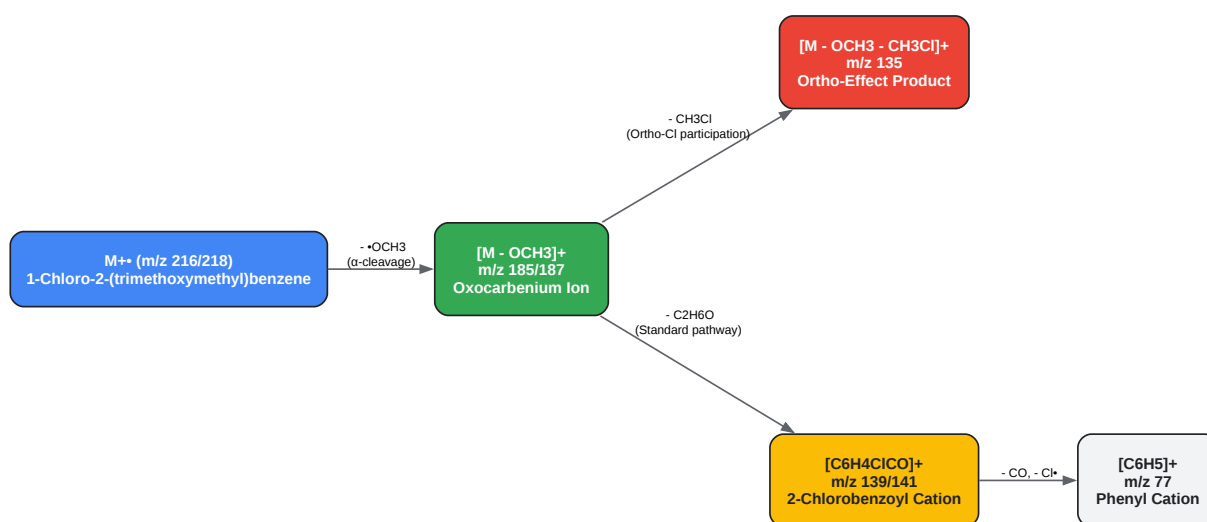 [M - OCH3 - CH3Cl]+
m/z 135
Ortho-Effect Product
- CH3Cl
(Ortho-Cl participation)
M+• (m/z 216/218)
1-Chloro-2-(trimethoxymethyl)benzene
- •OCH3
(α-cleavage)
[M - OCH3]+
m/z 185/187
Oxocarbenium Ion
- C2H6O
(Standard pathway)
[C6H4ClCO]+
m/z 139/141
2-Chlorobenzoyl Cation
- CO, - Cl•
[C6H5]+
m/z 77
Phenyl Cation